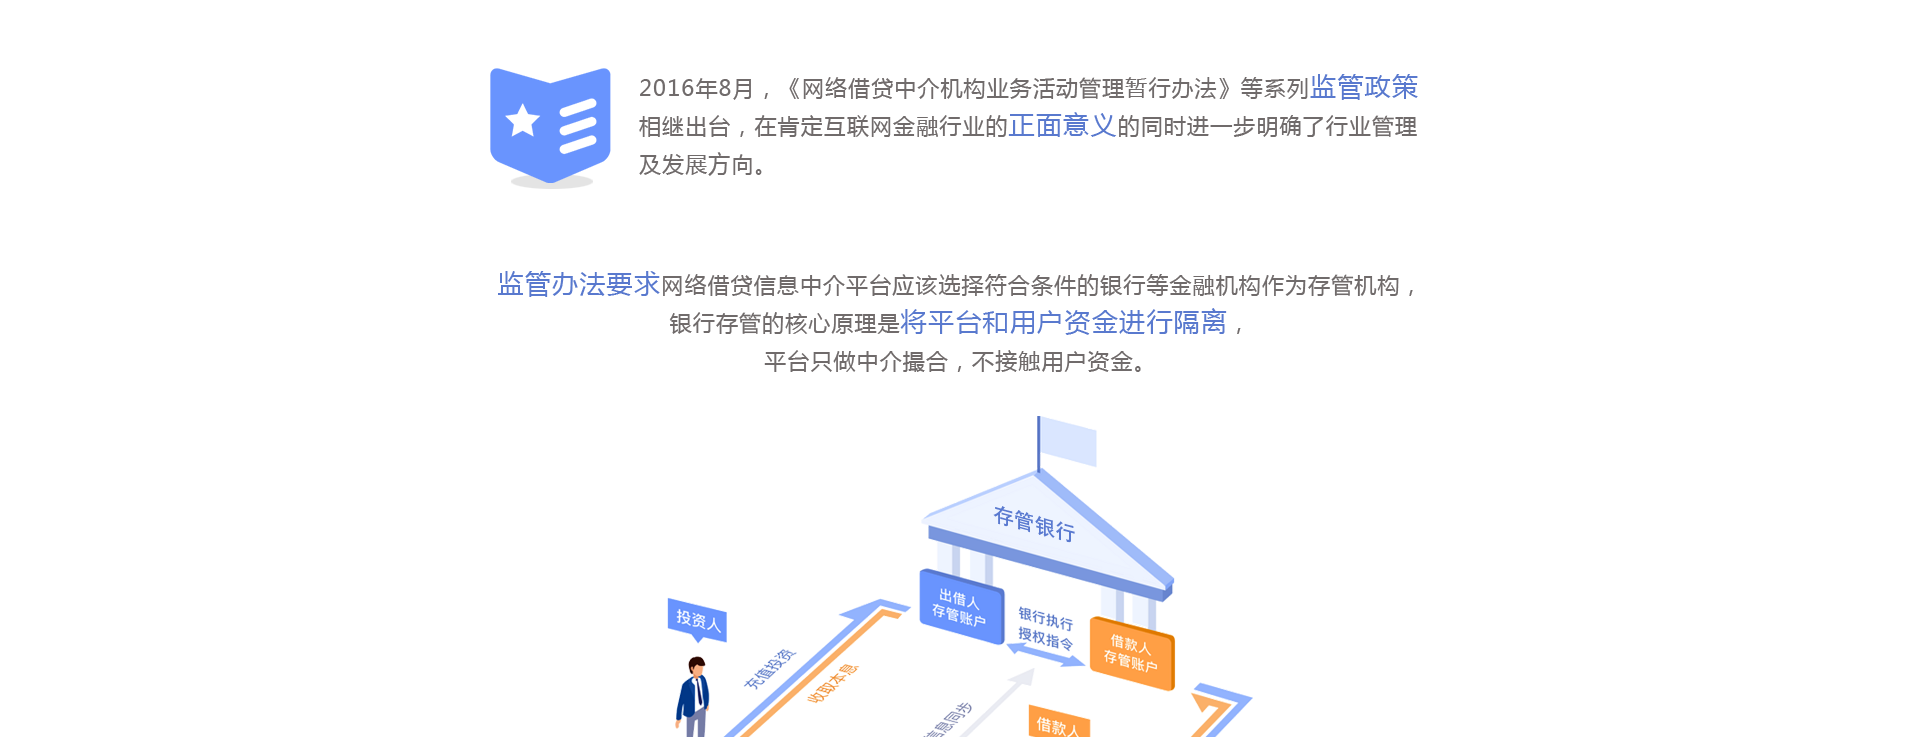 2016年8月，《网络借贷中介机构业务活动管理暂行办法》等系列监管政策
相继出台，在肯定互联网金融行业的正面意义的同时进一步明确了行业管理
及发展方向。
监管办法要求网络借贷信息中介平台应该选择符合条件的银行等金融机构作为存管机构，
银行存管的核心原理是将平台和用户资金进行隔离，
平台只做中介撮合，不接触用户资金。
存管银行
出借人
存管账户
银行执行
授权指令
借款人
存管账户
投资人
充值投资
收取本息
信息同步
借款人